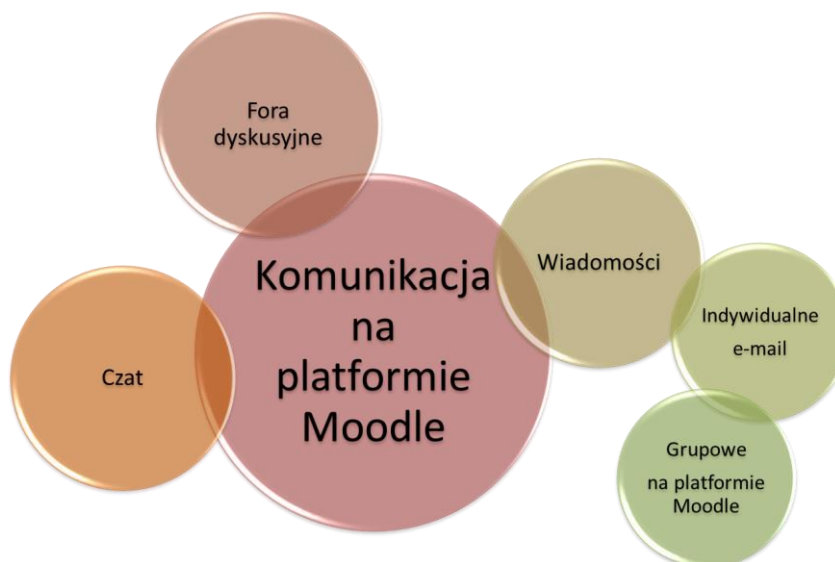 Fora
dyskusyjne
Komunikacja
na
platformie
Moodle
Wiadomości
Czat
Indywidualne
e-mail
Grupowe
na platformie
Moodle